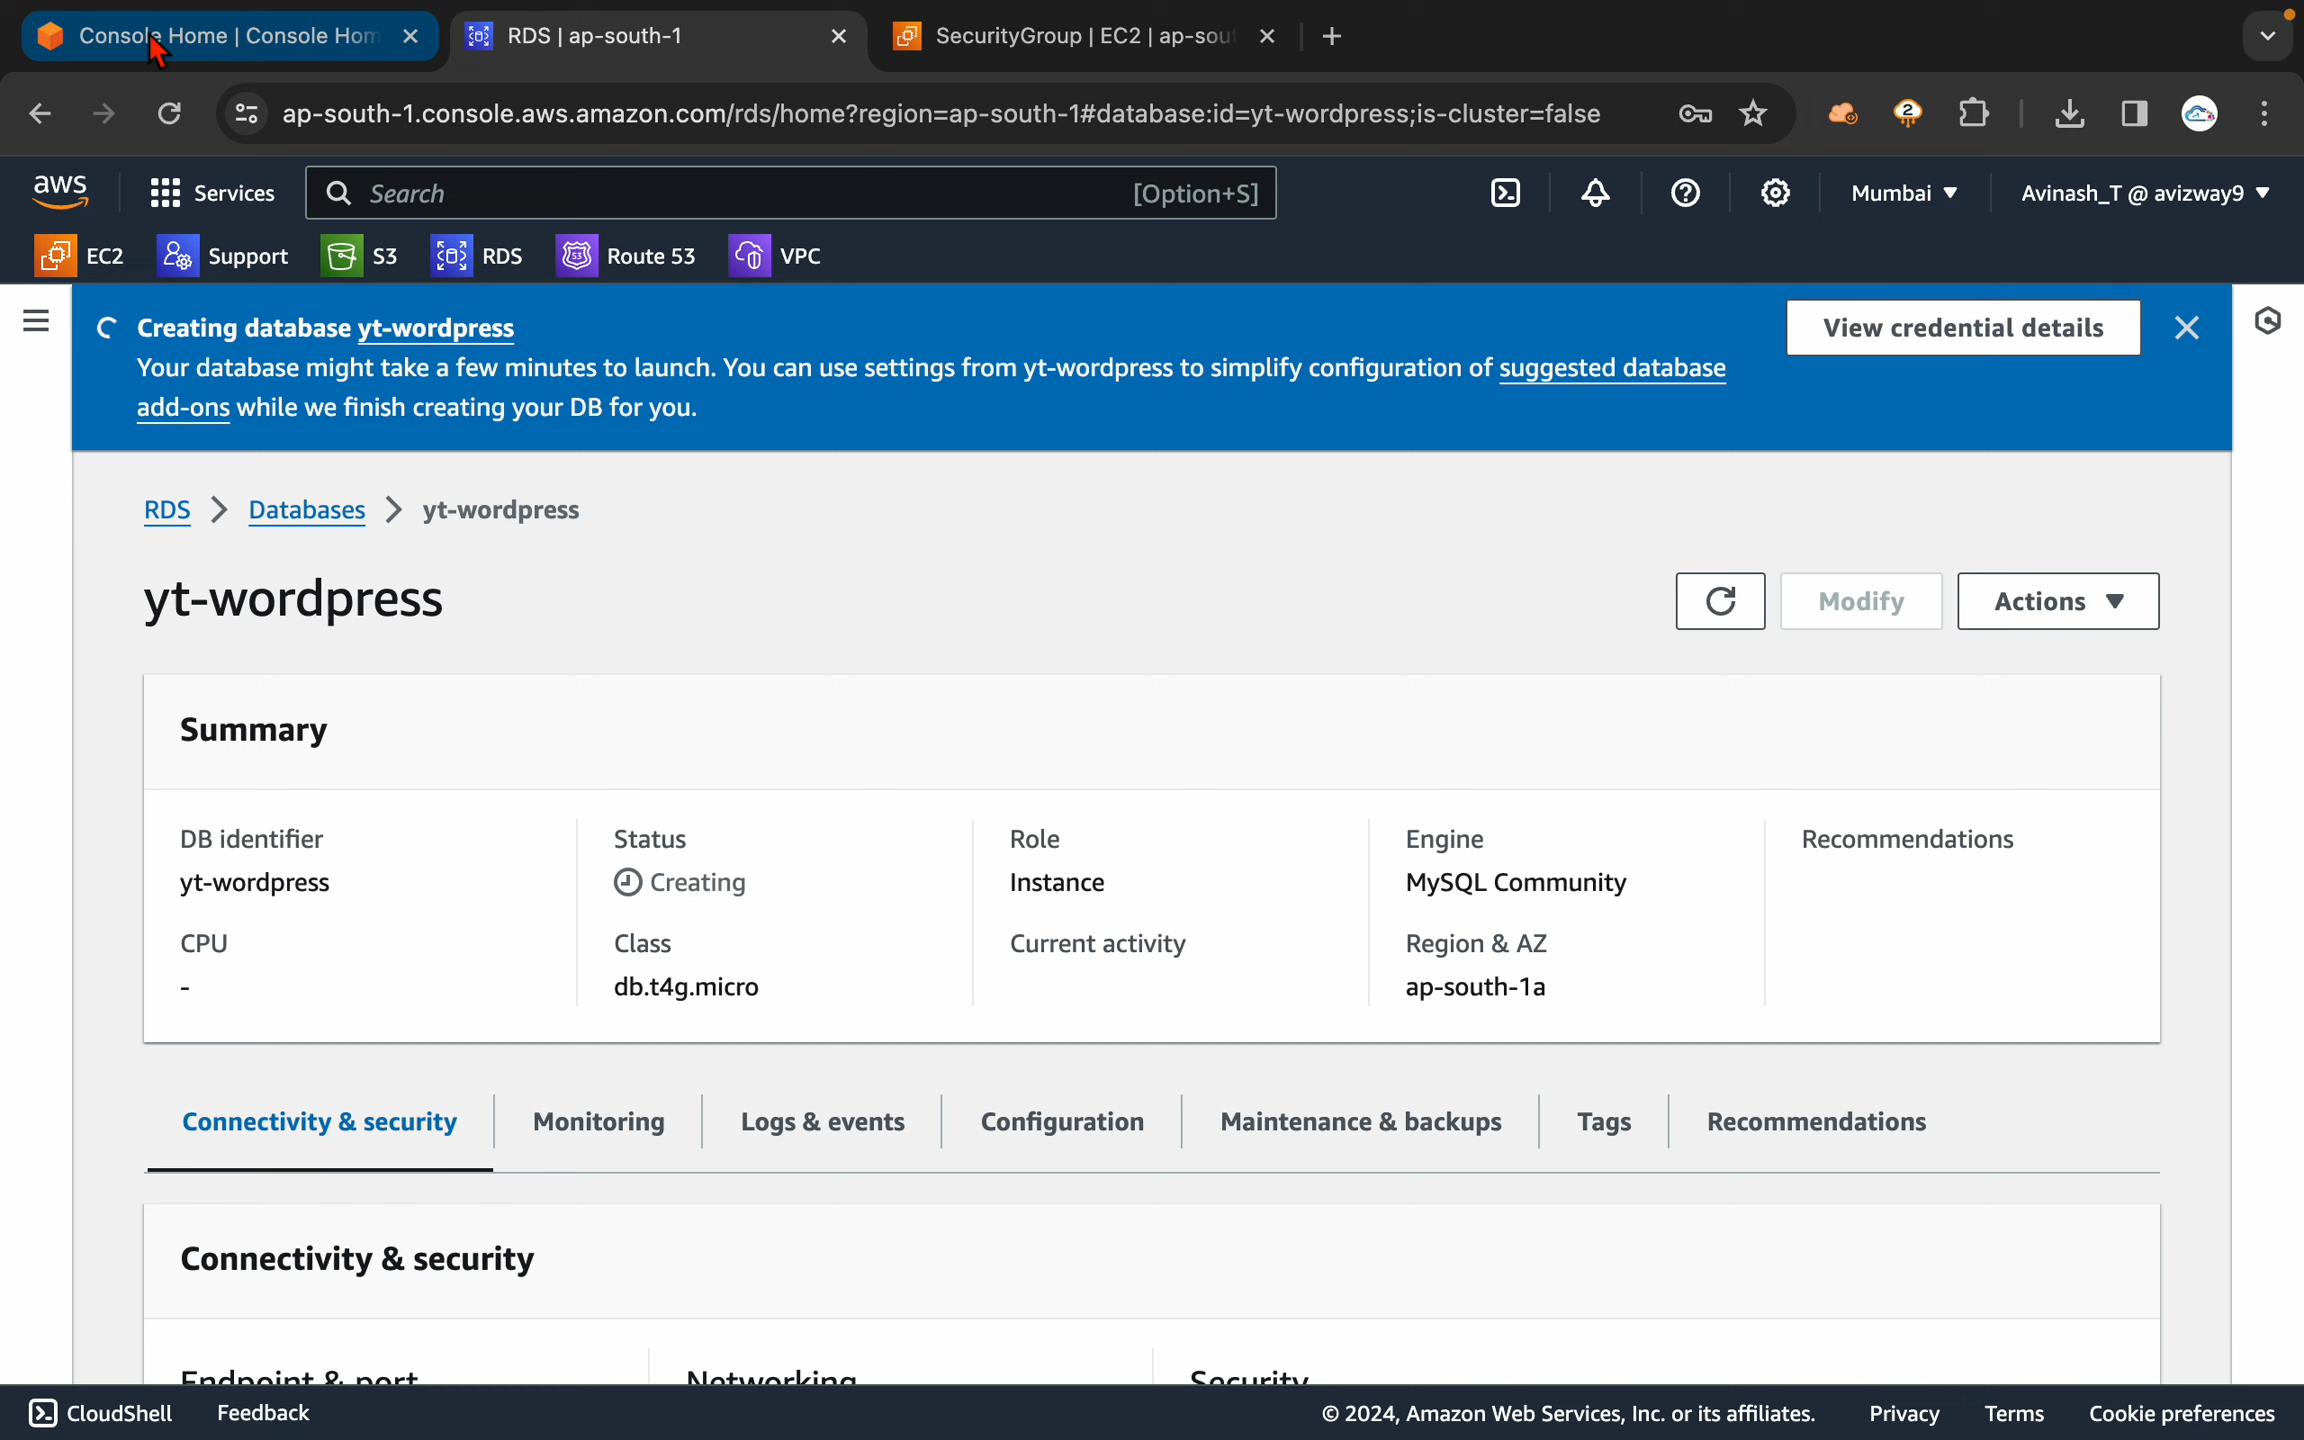 Console Home | Console Hom
RDS | ap-south-1
SecurityGroup | EC2 | ap-sou
ap-south-1.console.aws.amazon.com/rds/home?region=ap-south-1#database:id=yt-wordpress;is-cluster=false
2
aws
Services
Search
[Option+S]
Mumbai
Avinash_T @ avizway9
EC2
Support
S3
RDS
53
Route 53
VPC
Creating database yt-wordpress
View credential details
Your database might take a few minutes to launch. You can use settings from yt-wordpress to simplify configuration of suggested database
add-ons while we finish creating your DB for you.
RDS
Databases
yt-wordpress
yt-wordpress
Modify
Actions
Summary
DB identifier
yt-wordpress
CPU
-
Status
Creating
Class
db.t4g.micro
Role
Instance
Current activity
Engine
MySQL Community
Region & AZ
ap-south-1a
Recommendations
Connectivity & security
Monitoring
Logs & events
Configuration
Maintenance & backups
Tags
Recommendations
Connectivity & security
Endpoint & port
Networking
Security
CloudShell
Feedback
© 2024, Amazon Web Services, Inc. or its affiliates.
Privacy
Terms
Cookie preferences